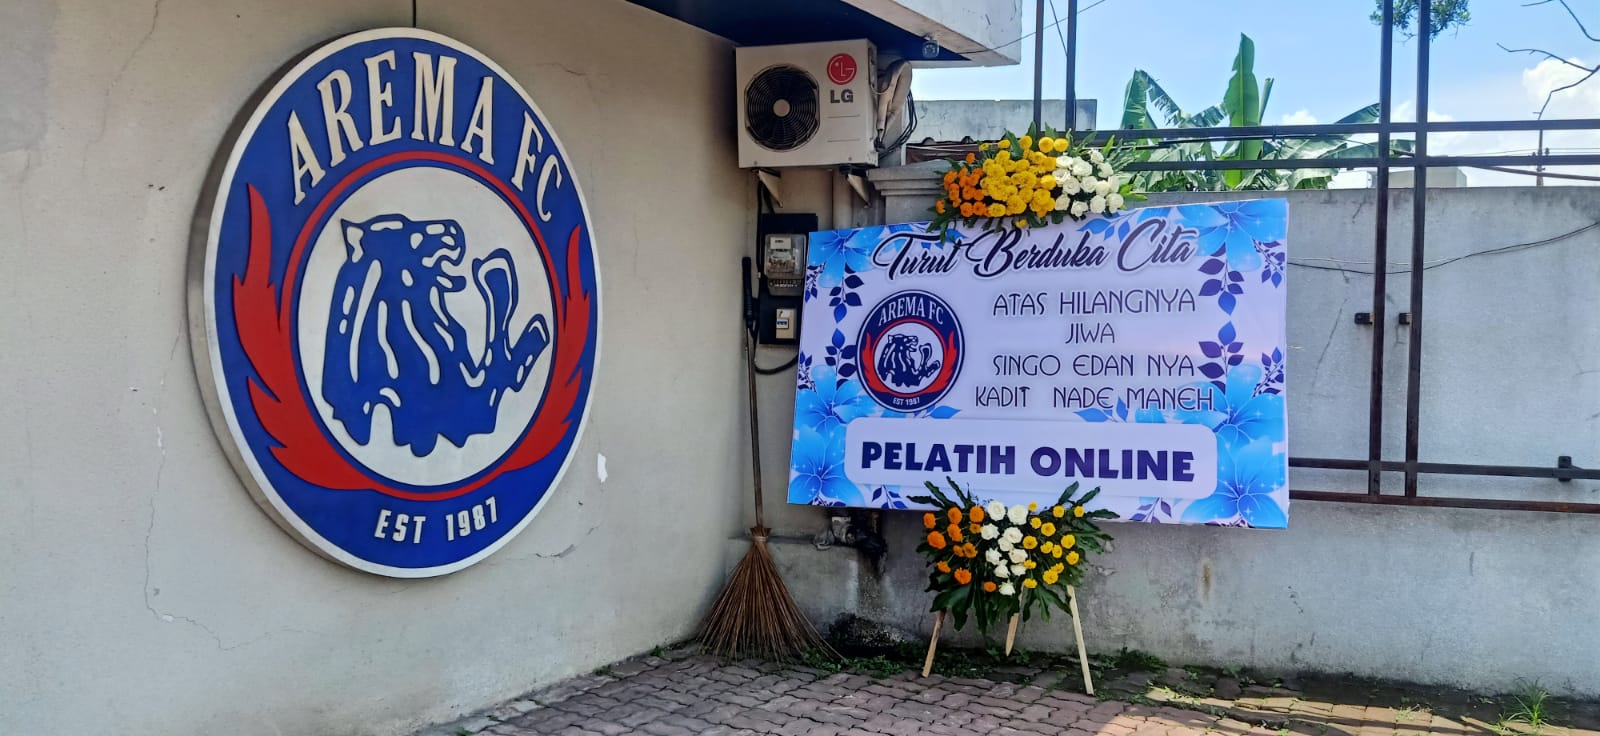 AREMA FC
EST 1987
LG
Turut Berduka Cita
AREMA FC
EST 1987
ATAS HILANGNYA
JIWA
SINGO EDAN NYA
KADIT NADE MANEH
PELATIH ONLINE